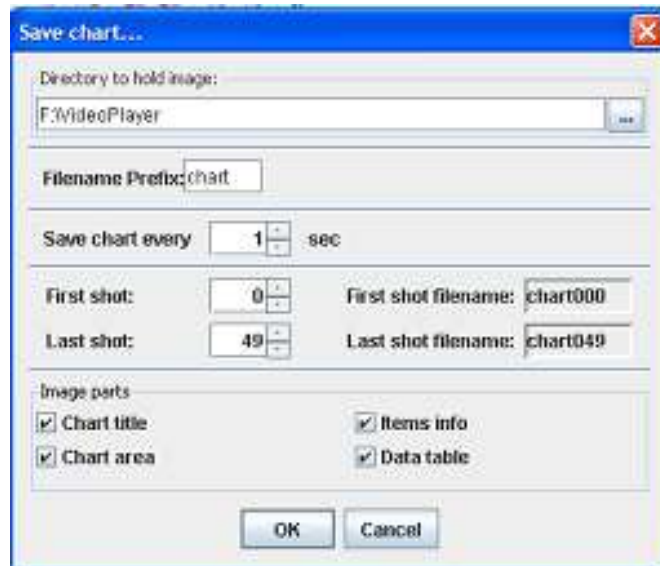 Save chart...
Directory to hold image:
F:\VideoPlayer
...
Filename Prefix: chart
Save chart every 1 sec
First shot: 0 First shot filename: chart000
Last shot: 49 Last shot filename: chart049
Image parts
Chart title Items info
Chart area Data table
OK Cancel